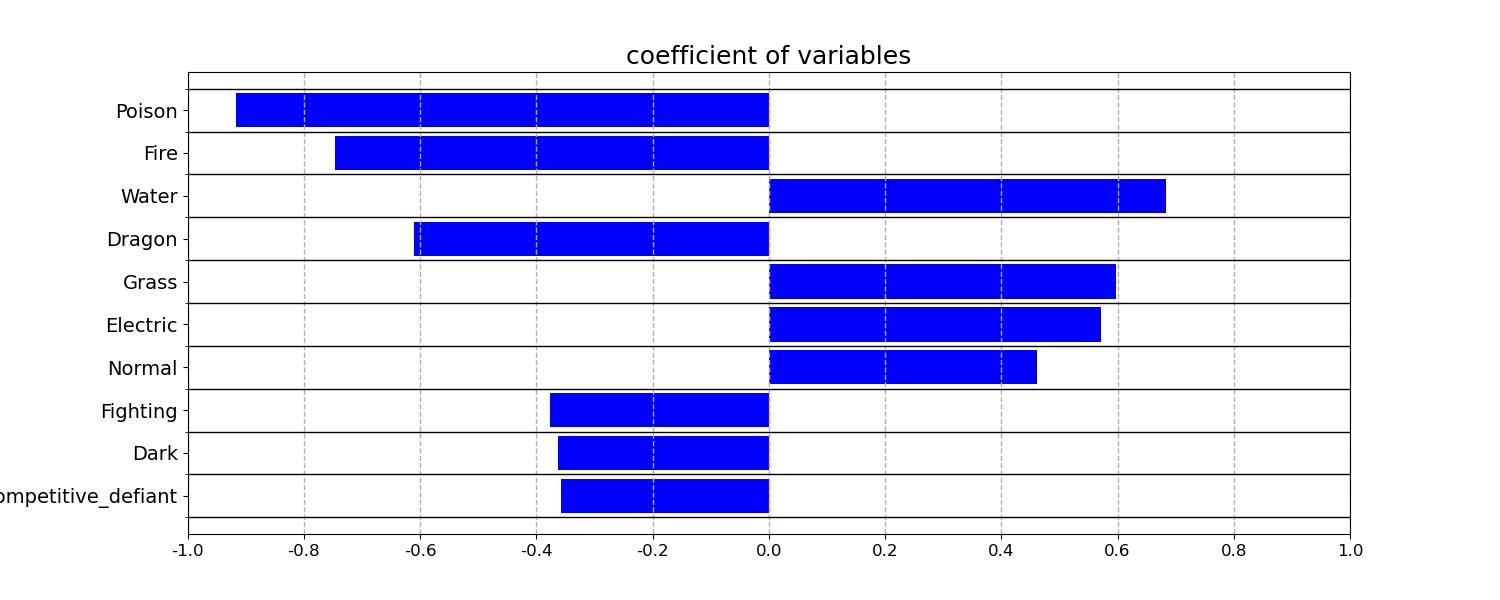 coefficient of variables
Poison
Fire
Water
Dragon
Grass
Electric
Normal
Fighting
Dark
ompetitive_defiant
-1.0 -0.8 -0.6 -0.4 -0.2 0.0 0.2 0.4 0.6 0.8 1.0